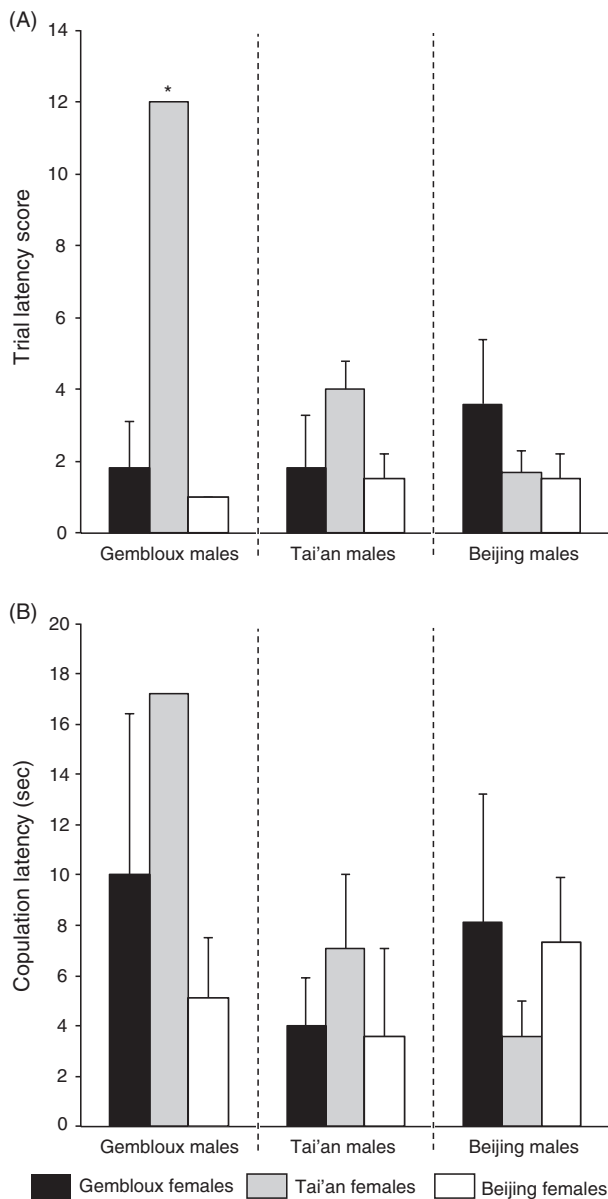 (A)
14
12
10
8
6
4
2
0
Trial latency score
*
Gembloux males
Tai'an males
Beijing males
(B)
20
18
16
14
12
10
8
6
4
2
0
Copulation latency (sec)
Gembloux males
Tai'an males
Beijing males
Gembloux females
Tai'an females
Beijing females